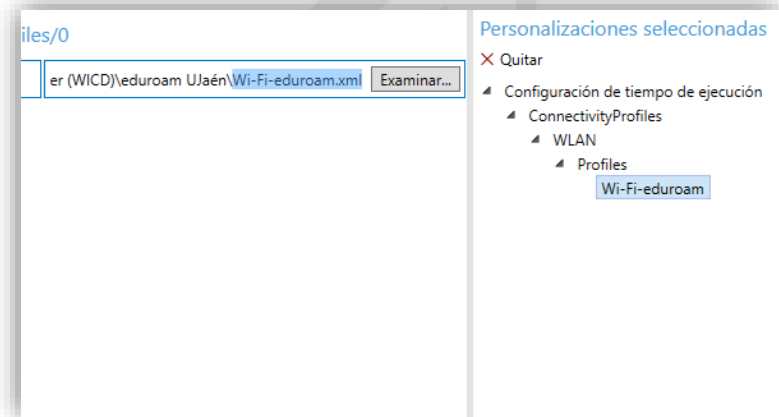 iles/0
er (WICD)\eduroam UJaén\Wi-Fi-eduroam.xml
Examinar...
Personalizaciones seleccionadas
Quitar
Configuración de tiempo de ejecución
ConnectivityProfiles
WLAN
Profiles
Wi-Fi-eduroam